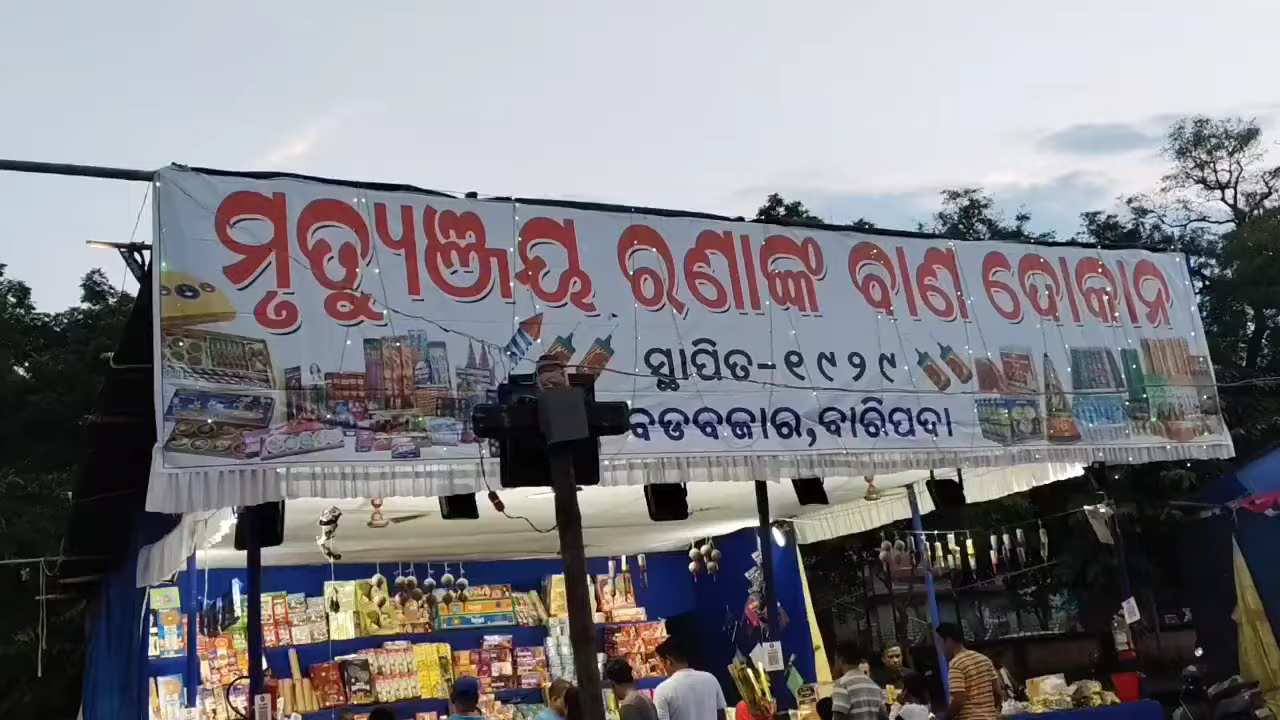 ମୃତ୍ୟୁଞ୍ଜୟ ରଣାଙ୍କ ବାଣ ଦୋକାନ
ସ୍ଥାପିତ-୧୯୨୯
ବଡବଜାର,ବାରିପଦା